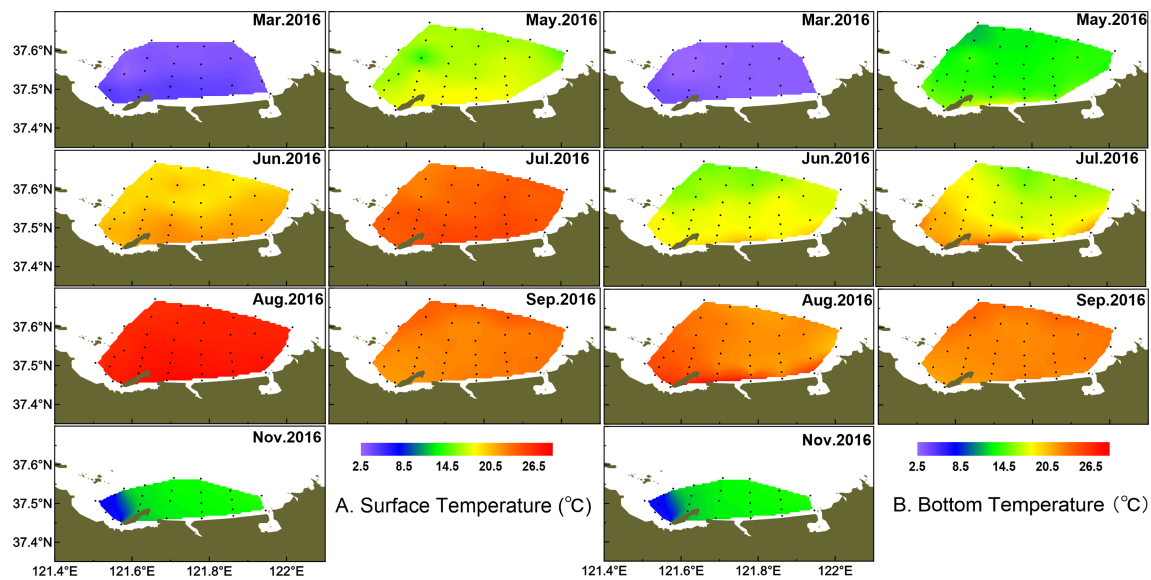 Mar.2016
May.2016
Mar.2016
May.2016
37.6°N
37.5°N
37.4°N
Jun.2016
Jul.2016
Jun.2016
Jul.2016
37.6°N
37.5°N
37.4°N
Aug.2016
Sep.2016
Aug.2016
Sep.2016
37.6°N
37.5°N
37.4°N
Nov.2016
Nov.2016
37.6°N
37.5°N
37.4°N
2.5 8.5 14.5 20.5 26.5
2.5 8.5 14.5 20.5 26.5
A. Surface Temperature (°C)
B. Bottom Temperature (°C)
121.4°E 121.6°E 121.8°E 122°E
121.4°E 121.6°E 121.8°E 122°E